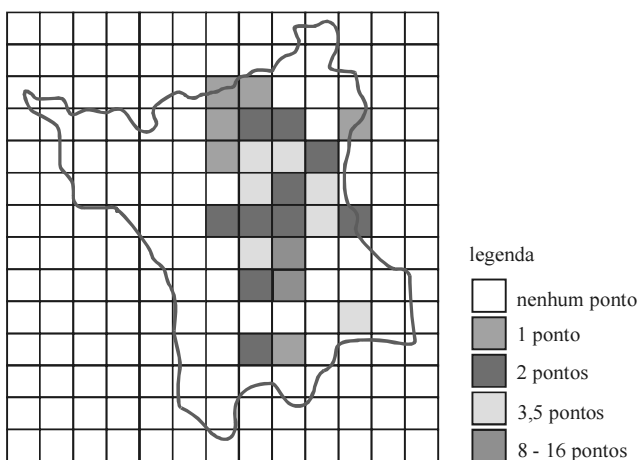 legenda
nenhum ponto
1 ponto
2 pontos
3,5 pontos
8 - 16 pontos